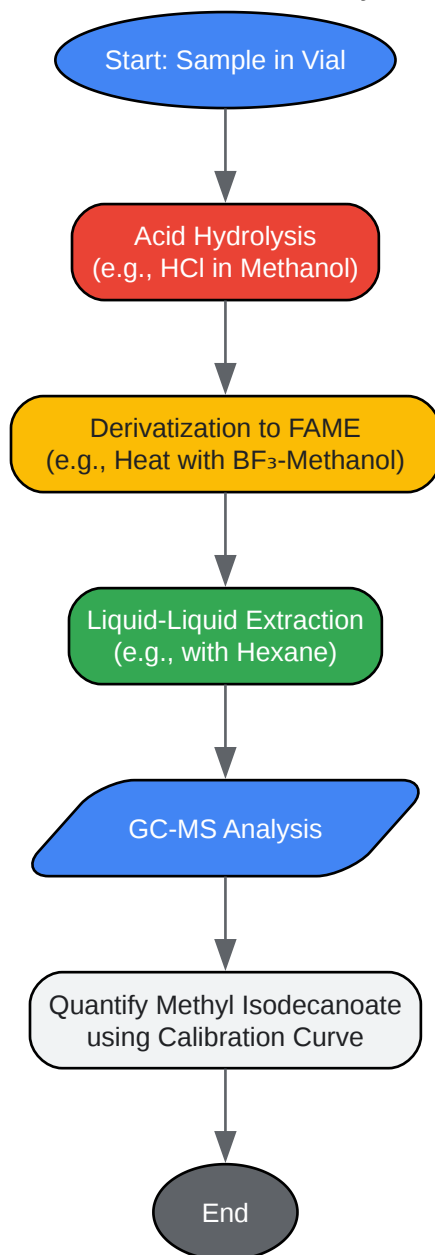 Start: Sample in Vial
Acid Hydrolysis
(e.g., HCl in Methanol)
Derivatization to FAME
(e.g., Heat with BF₃-Methanol)
Liquid-Liquid Extraction
(e.g., with Hexane)
GC-MS Analysis
Quantify Methyl Isodecanoate
using Calibration Curve
End